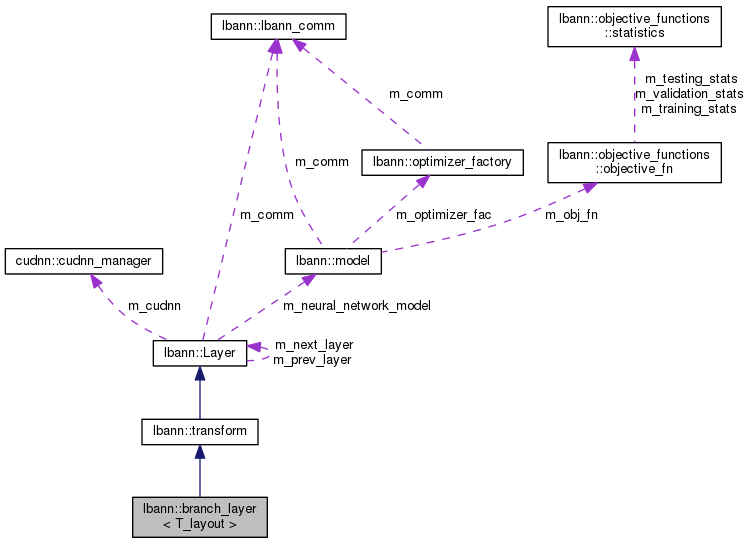 lbann::lbann_comm
lbann::objective_functions
::statistics
m_testing_stats
m_validation_stats
m_training_stats
m_comm
lbann::optimizer_factory
lbann::objective_functions
::objective_fn
m_comm
m_comm
m_optimizer_fac
m_obj_fn
cudnn::cudnn_manager
lbann::model
m_cudnn
m_neural_network_model
lbann::Layer
m_next_layer
m_prev_layer
lbann::transform
lbann::branch_layer
< T_layout >